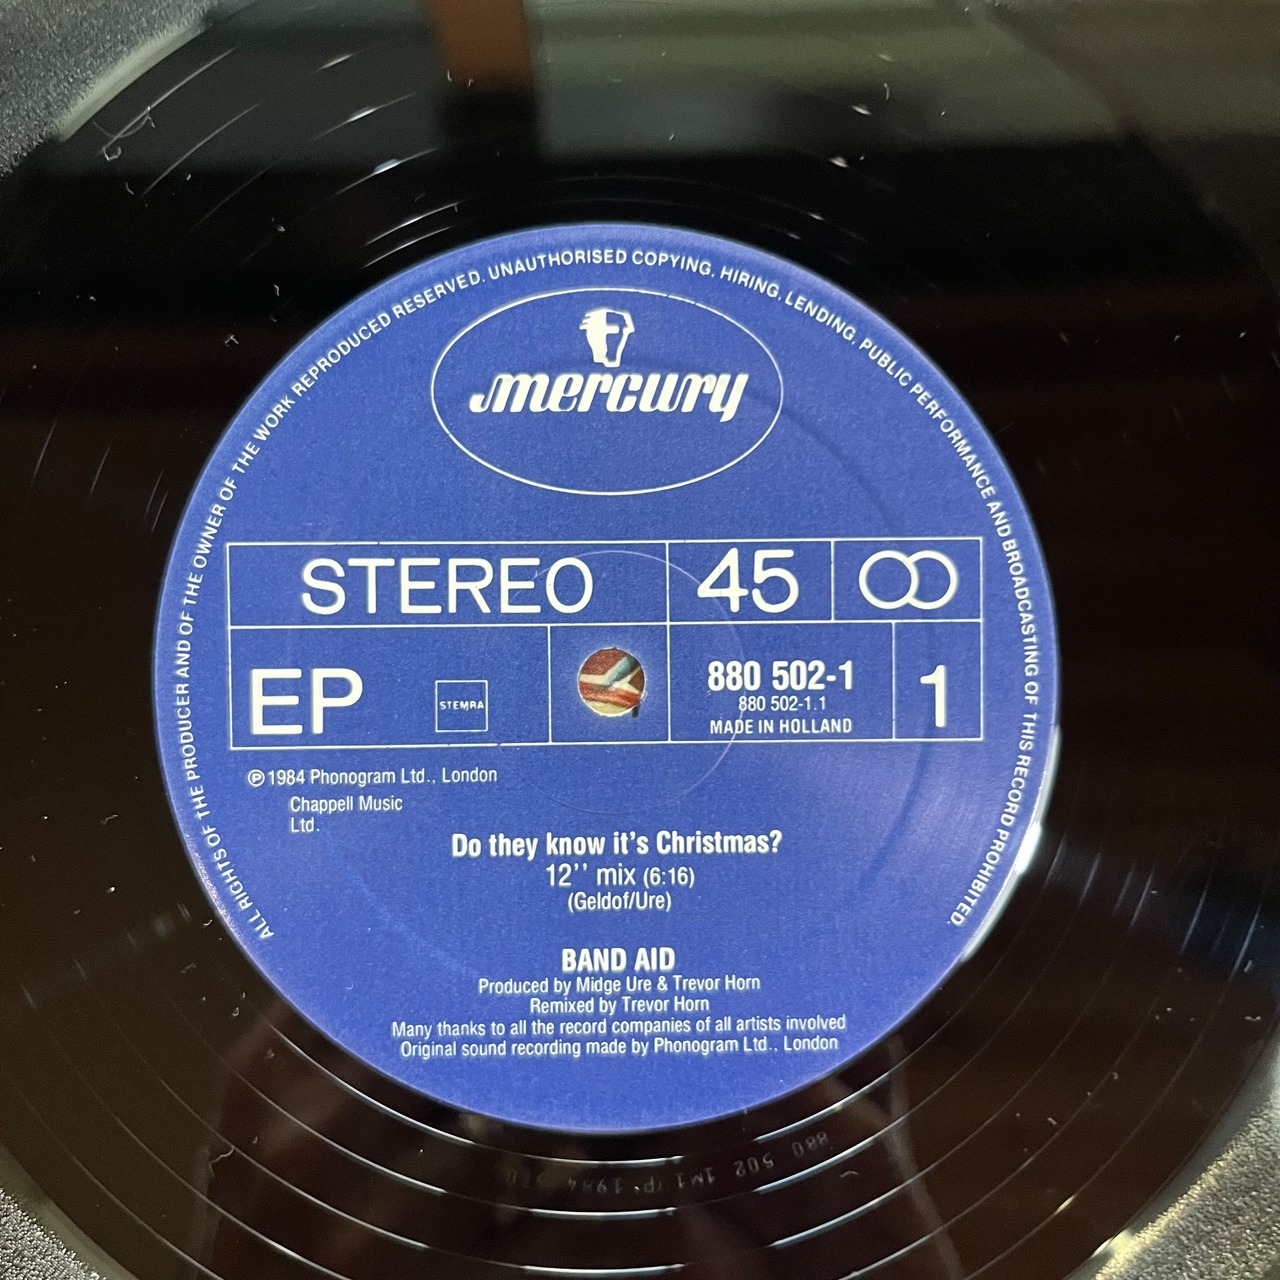 ALL RIGHTS OF THE PRODUCER AND OF THE OWNER OF THE WORK REPRODUCED RESERVED. UNAUTHORISED COPYING, HIRING, LENDING, PUBLIC PERFORMANCE AND BROADCASTING OF THIS RECORD PROHIBITED.
mercury
STEREO 45
EP STEMRA 880 502-1 1
880 502-1.1
MADE IN HOLLAND
℗ 1984 Phonogram Ltd., London
Chappell Music
Ltd.
Do they know it's Christmas?
12'' mix (6:16)
(Geldof/Ure)
BAND AID
Produced by Midge Ure & Trevor Horn
Remixed by Trevor Horn
Many thanks to all the record companies of all artists involved
Original sound recording made by Phonogram Ltd., London
880 502 1M1 (P) 1984 570